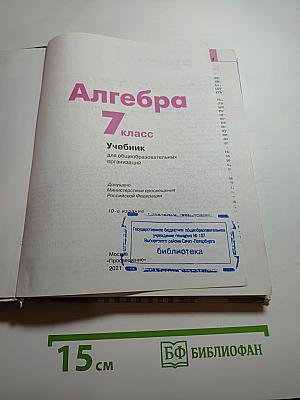 Алгебра
7 класс
Учебник
для общеобразовательных
организаций
Допущено
Министерством просвещения
Российской Федерации
10-е издание
Государственное бюджетное общеобразовательное
учреждение гимназия № 107
Выборгского района Санкт-Петербурга
библиотека
Москва
«Просвещение»
2021
15 см
БФ БИБЛИОФАН